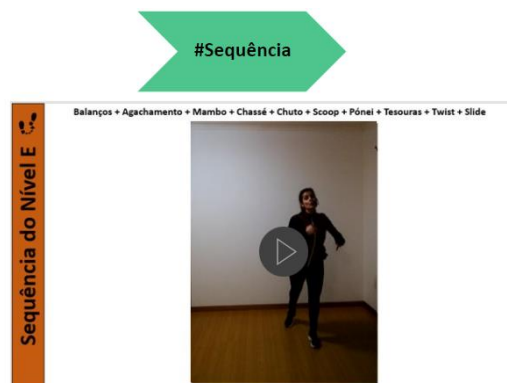 #Sequência
Balanços + Agachamento + Mambo + Chassé + Chuto + Scoop + Pónei + Tesouras + Twist + Slide
Sequência do Nível E